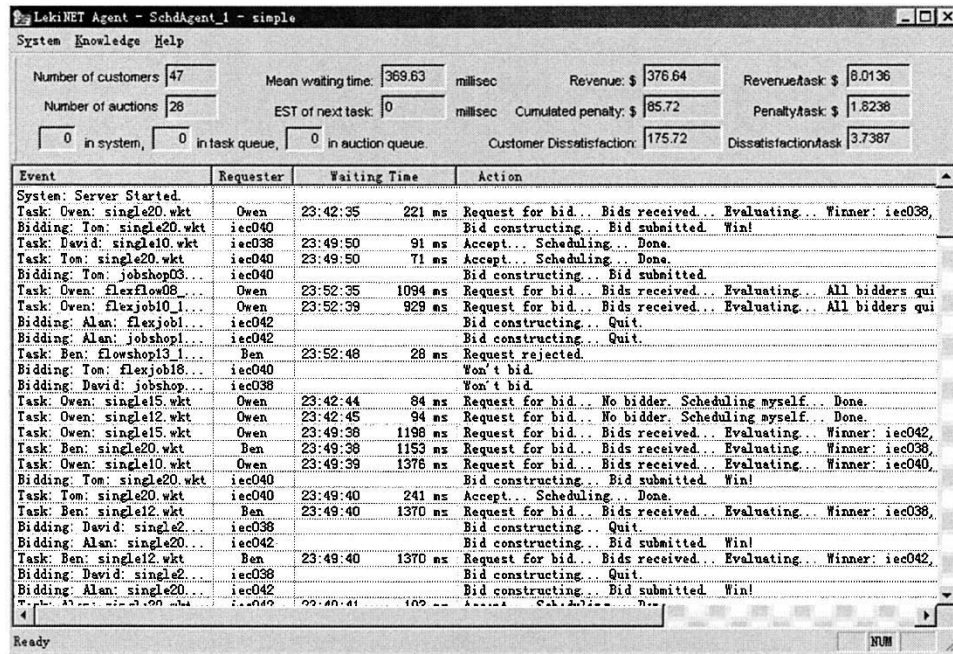 LekiNET Agent - SchdAgent_1 - simple
System Knowledge Help
Number of customers 47 Mean waiting time: 369.63 millisec Revenue: $ 376.64 Revenue/task: $ 8.0136
Number of auctions 28 EST of next task: 0 millisec Cumulated penalty: $ 85.72 Penalty/task: $ 1.8238
0 in system, 0 in task queue, 0 in auction queue. Customer Dissatisfaction: 175.72 Dissatisfaction/task 3.7387
Event Requester Waiting Time Action
System: Server Started.
Task: Owen: single20.wkt Owen 23:42:35 221 ms Request for bid... Bids received... Evaluating... Winner: iec038,
Bidding: Tom: single20.wkt iec040 Bid constructing... Bid submitted. Win!
Task: David: single10.wkt iec038 23:49:50 91 ms Accept... Scheduling... Done.
Task: Tom: single20.wkt iec040 23:49:50 71 ms Accept... Scheduling... Done.
Bidding: Tom: jobshop03... iec040 Bid constructing... Bid submitted.
Task: Owen: flexflow08_... Owen 23:52:35 1094 ms Request for bid... Bids received... Evaluating... All bidders qui
Task: Owen: flexjob10_1... Owen 23:52:39 929 ms Request for bid... Bids received... Evaluating... All bidders qui
Bidding: Alan: flexjob1... iec042 Bid constructing... Quit.
Bidding: Alan: jobshop1... iec042 Bid constructing... Quit.
Task: Ben: flowshop13_1... Ben 23:52:48 28 ms Request rejected.
Bidding: Tom: flexjob18... iec040 Won't bid.
Bidding: David: jobshop... iec038 Won't bid.
Task: Owen: single15.wkt Owen 23:42:44 84 ms Request for bid... No bidder. Scheduling myself... Done.
Task: Owen: single12.wkt Owen 23:42:45 94 ms Request for bid... No bidder. Scheduling myself... Done.
Task: Owen: single15.wkt Owen 23:49:38 1198 ms Request for bid... Bids received... Evaluating... Winner: iec042,
Task: Ben: single20.wkt Ben 23:49:38 1153 ms Request for bid... Bids received... Evaluating... Winner: iec038,
Task: Owen: single10.wkt Owen 23:49:39 1376 ms Request for bid... Bids received... Evaluating... Winner: iec040,
Bidding: Tom: single20.wkt iec040 Bid constructing... Bid submitted. Win!
Task: Tom: single20.wkt iec040 23:49:40 241 ms Accept... Scheduling... Done.
Task: Ben: single12.wkt Ben 23:49:40 1370 ms Request for bid... Bids received... Evaluating... Winner: iec038,
Bidding: David: single2... iec038 Bid constructing... Quit.
Bidding: Alan: single20... iec042 Bid constructing... Bid submitted. Win!
Task: Ben: single12.wkt Ben 23:49:40 1370 ms Request for bid... Bids received... Evaluating... Winner: iec042,
Bidding: David: single2... iec038 Bid constructing... Quit.
Bidding: Alan: single20... iec042 Bid constructing... Bid submitted. Win!
Ready NUM